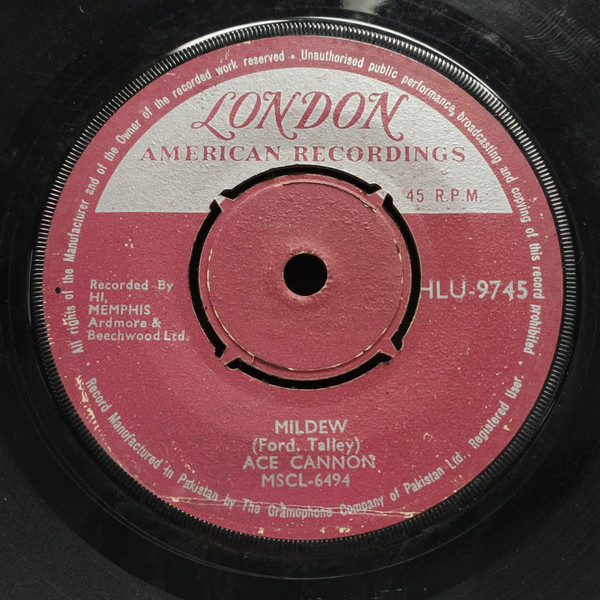 All rights of the Manufacturer and of the Owner of the recorded work reserved • Unauthorised public performance, broadcasting and copying of this record prohibited •
LONDON
AMERICAN RECORDINGS
45 R.P.M.
Recorded By
HI,
MEMPHIS
Ardmore &
Beechwood Ltd.
HLU-9745
MILDEW
(Ford, Talley)
ACE CANNON
MSCL-6494
Record Manufactured in Pakistan by The Gramophone Company of Pakistan Ltd., Registered User •